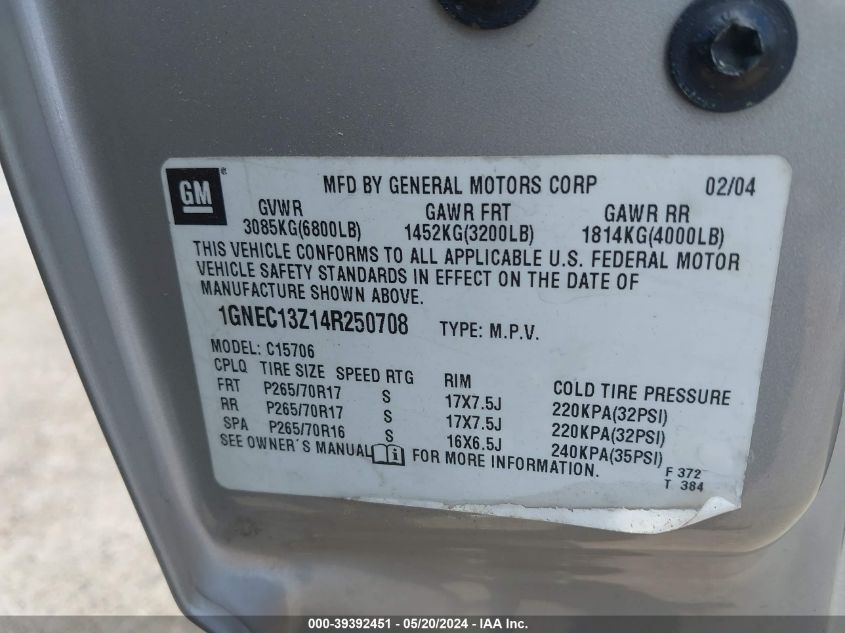 GM
MFD BY GENERAL MOTORS CORP 02/04
GVWR GAWR FRT GAWR RR
3085KG(6800LB) 1452KG(3200LB) 1814KG(4000LB)
THIS VEHICLE CONFORMS TO ALL APPLICABLE U.S. FEDERAL MOTOR
VEHICLE SAFETY STANDARDS IN EFFECT ON THE DATE OF
MANUFACTURE SHOWN ABOVE.
1GNEC13Z14R250708 TYPE: M.P.V.
MODEL: C15706
CPLQ TIRE SIZE SPEED RTG RIM COLD TIRE PRESSURE
FRT P265/70R17 S 17X7.5J 220KPA(32PSI)
RR P265/70R17 S 17X7.5J 220KPA(32PSI)
SPA P265/70R16 S 16X6.5J 240KPA(35PSI)
SEE OWNER´S MANUAL FOR MORE INFORMATION.
F 372
T 384
000-39392451 - 05/20/2024 - IAA Inc.